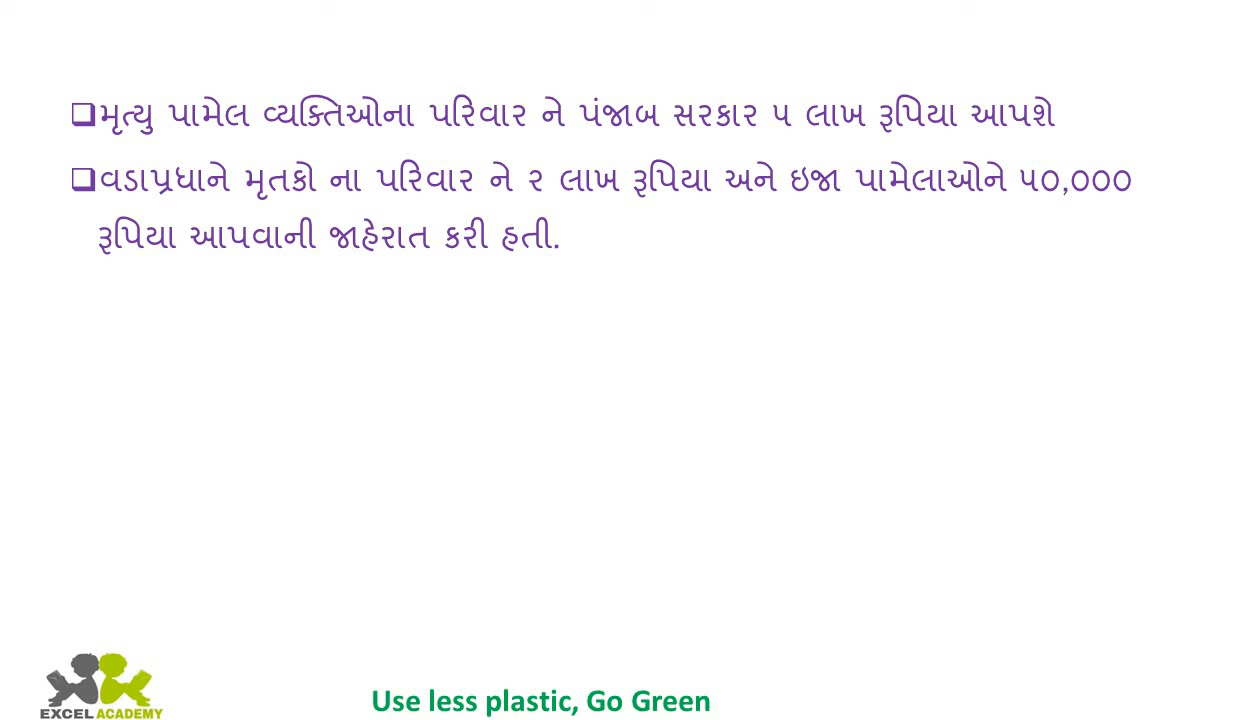 ❑મૃત્યુ પામેલ વ્યક્તિઓના પરિવાર ને પંજાબ સરકાર ૫ લાખ રૂપિયા આપશે
❑વડાપ્રધાને મૃતકો ના પરિવાર ને ૨ લાખ રૂપિયા અને ઇજા પામેલાઓને ૫૦,૦૦૦
રૂપિયા આપવાની જાહેરાત કરી હતી.
EXCEL ACADEMY
Use less plastic, Go Green